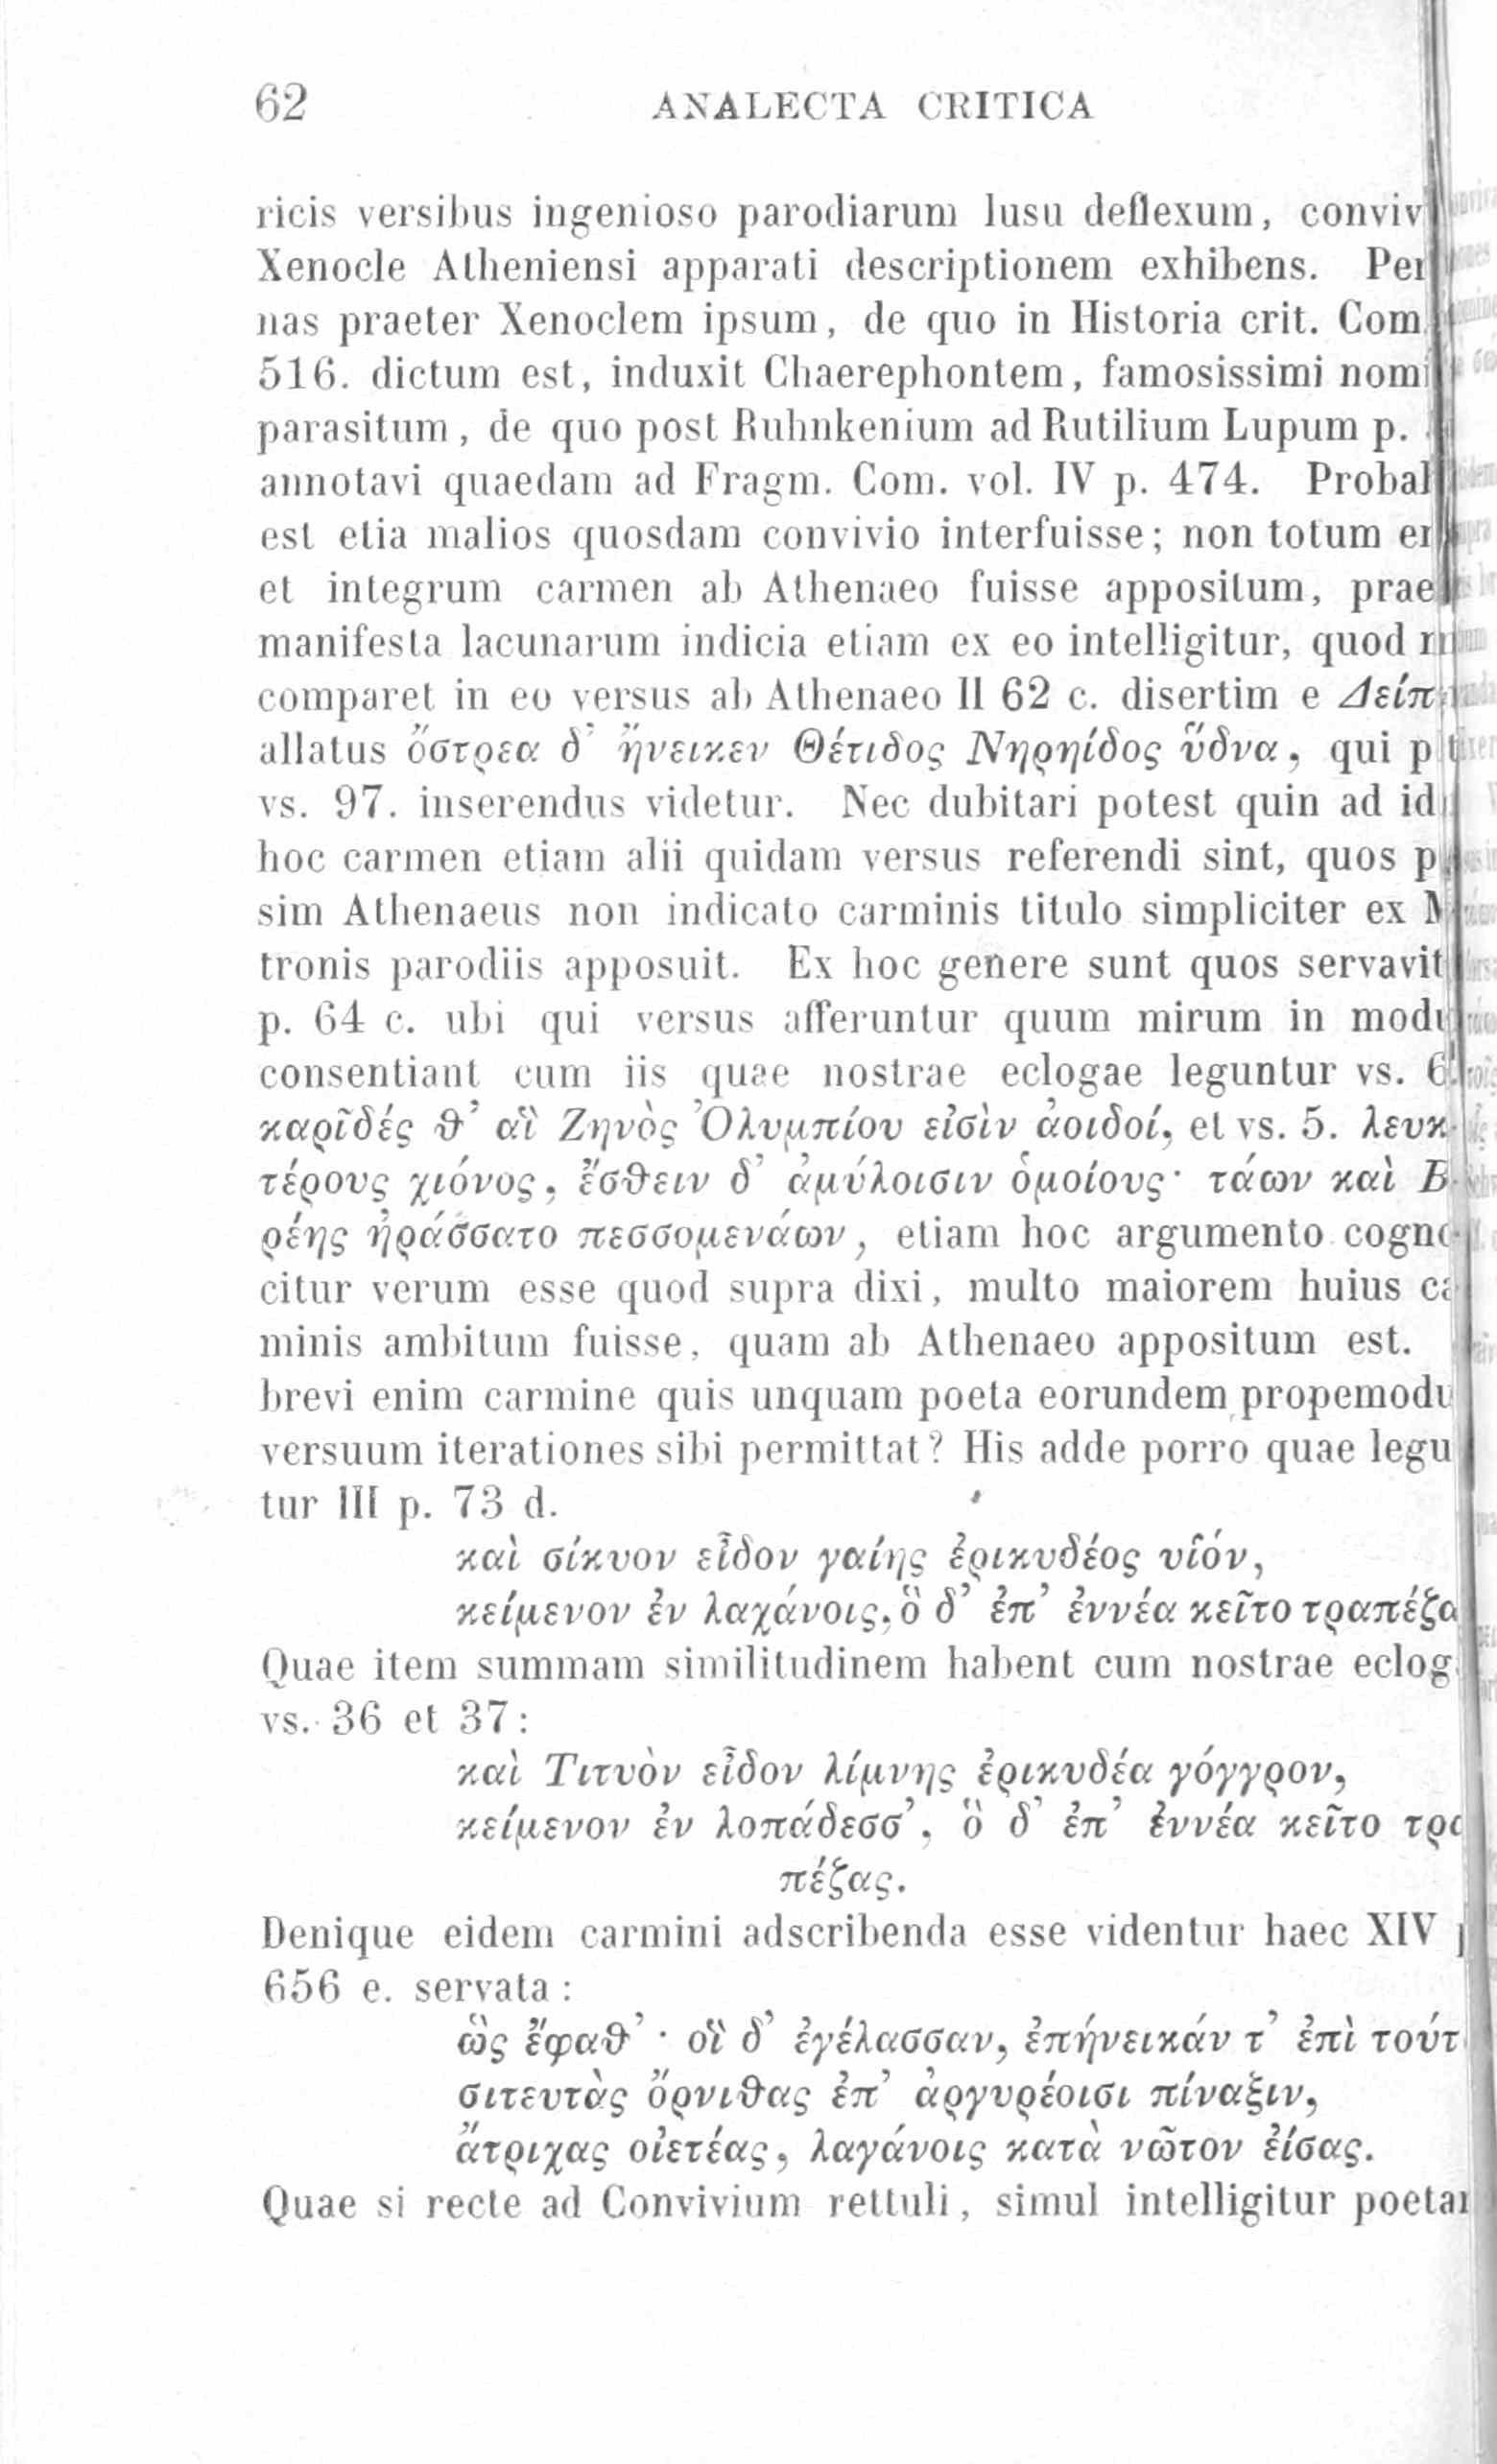 62 ANALECTA CRITICA
ricis versibus ingenioso parodiarum lusu deflexum, conviv
Xenocle Atheniensi apparati descriptionem exhibens. Per
nas praeter Xenoclem ipsum, de quo in Historia crit. Com.
516. dictum est, induxit Chaerephontem, famosissimi nomi
parasitum, de quo post Ruhnkenium ad Rutilium Lupum p.
annotavi quaedam ad Fragm. Com. vol. IV p. 474. Probal
est etia malios quosdam convivio interfuisse; non totum er
et integrum carmen ab Athenaeo fuisse appositum, prae
manifesta lacunarum indicia etiam ex eo intelligitur, quod
comparet in eo versus ab Athenaeo II 62 c. disertim e Δείπ
allatus ὄστρεα δ᾽ ἤνεικεν Θέτιδος Νηρηίδος ὕδνα, qui p
vs. 97. inserendus videtur. Nec dubitari potest quin ad id
hoc carmen etiam alii quidam versus referendi sint, quos p
sim Athenaeus non indicato carminis titulo simpliciter ex M
tronis parodiis apposuit. Ex hoc genere sunt quos servavit
p. 64 c. ubi qui versus afferuntur quum mirum in modu
consentiant cum iis quae nostrae eclogae leguntur vs. 6
καρῖδές ϑ᾽ αἳ Ζηνὸς Ὀλυμπίου εἰσὶν ἀοιδοί, et vs. 5. λευκ
τέρους χιόνος, ἔσϑειν δ᾽ ἀμύλοισιν ὁμοίους· τάων καὶ Β
ρέης ἠράσσατο πεσσομενάων, etiam hoc argumento cogno
citur verum esse quod supra dixi, multo maiorem huius ca
minis ambitum fuisse, quam ab Athenaeo appositum est.
brevi enim carmine quis unquam poeta eorundem propemodu
versuum iterationes sibi permittat? His adde porro quae legu
tur III p. 73 d.
καὶ σίκυον εἶδον γαίης ἐρικυδέος υἱόν,
κείμενον ἐν λαχάνοις, ὃ δ᾽ ἐπ᾽ ἐννέα κεῖτο τραπέζα
Quae item summam similitudinem habent cum nostrae eclog
vs. 36 et 37:
καὶ Τιτυὸν εἶδον λίμνης ἐρικυδέα γόγγρον,
κείμενον ἐν λοπάδεσσ᾽, ὃ δ᾽ ἐπ᾽ ἐννέα κεῖτο τρα
πέζας.
Denique eidem carmini adscribenda esse videntur haec XIV
656 e. servata:
ὣς ἔφαϑ᾽· οἳ δ᾽ ἐγέλασσαν, ἐπήνεικάν τ᾽ ἐπὶ τούτ
σιτευτὰς ὄρνιϑας ἐπ᾽ ἀργυρέοισι πίναξιν,
ἄτριχας οἰετέας, λαγάνοις κατὰ νῶτον ἐίσας.
Quae si recte ad Convivium rettuli, simul intelligitur poetar